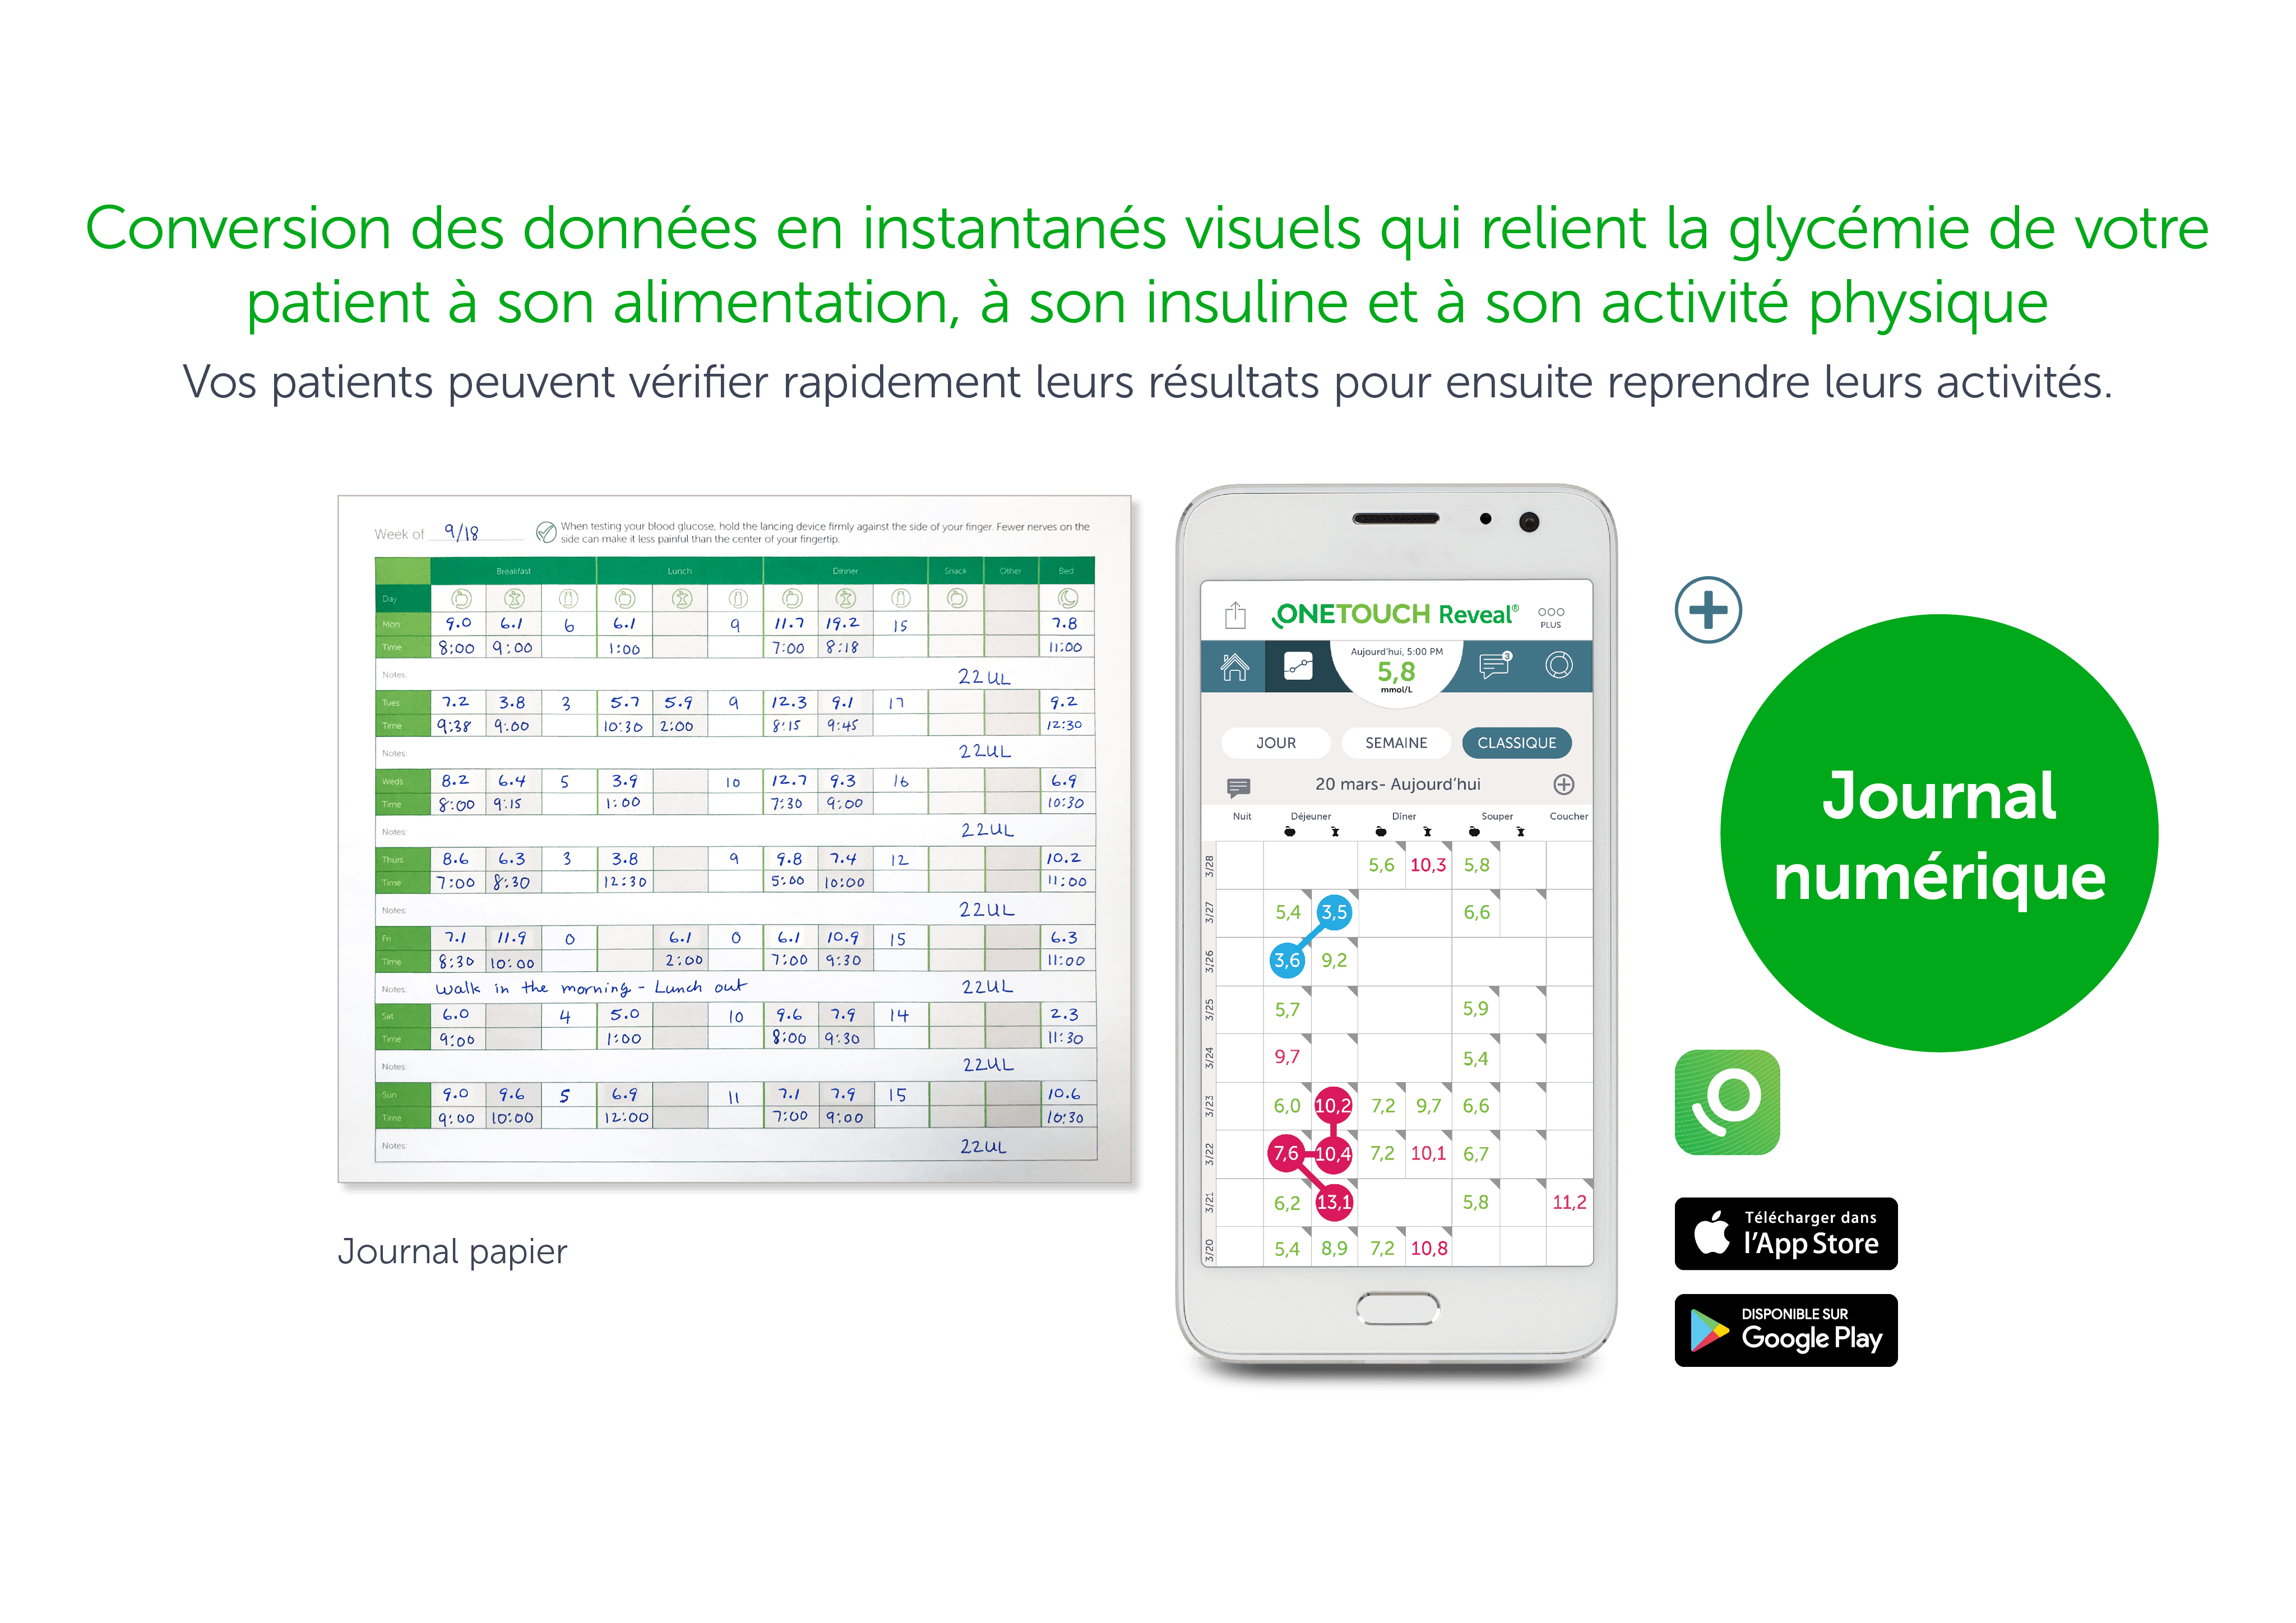 Conversion des données en instantanés visuels qui relient la glycémie de votre
patient à son alimentation, à son insuline et à son activité physique
Vos patients peuvent vérifier rapidement leurs résultats pour ensuite reprendre leurs activités.
Week of 9/18
When testing your blood glucose, hold the lancing device firmly against the side of your finger. Fewer nerves on the
side can make it less painful than the center of your fingertip.
Breakfast Lunch Dinner Snack Other Bed
Day
Mon 9.0 6.1 6 6.1 9 11.7 19.2 15 7.8
Time 8:00 9:00 1:00 7:00 8:18 11:00
Notes: 22UL
Tues 7.2 3.8 3 5.7 5.9 9 12.3 9.1 17 9.2
Time 9:38 9:00 10:30 2:00 8:15 9:45 12:30
Notes: 22UL
Weds 8.2 6.4 5 3.9 10 12.7 9.3 16 6.9
Time 8:00 9:15 1:00 7:30 9:00 10:30
Notes: 22UL
Thurs 8.6 6.3 3 3.8 9 9.8 7.4 12 10.2
Time 7:00 8:30 12:30 5:00 10:00 11:00
Notes: 22UL
Fri 7.1 11.9 0 6.1 0 6.1 10.9 15 6.3
Time 8:30 10:00 2:00 7:00 9:30 11:00
Notes: walk in the morning - Lunch out 22UL
Sat 6.0 4 5.0 10 9.6 7.9 14 2.3
Time 9:00 1:00 8:00 9:30 11:30
Notes: 22UL
Sun 9.0 9.6 5 6.9 11 7.1 7.9 15 10.6
Time 9:00 10:00 12:00 7:00 9:00 10:30
Notes: 22UL
Journal papier
ONETOUCH Reveal®
PLUS
Aujourd'hui, 5:00 PM
5,8
mmol/L
3
JOUR SEMAINE CLASSIQUE
20 mars- Aujourd'hui
Nuit Déjeuner Dîner Souper Coucher
3/28 5,6 10,3 5,8
3/27 5,4 3,5 6,6
3/26 3,6 9,2
3/25 5,7 5,9
3/24 9,7 5,4
3/23 6,0 10,2 7,2 9,7 6,6
3/22 7,6 10,4 7,2 10,1 6,7
3/21 6,2 13,1 5,8 11,2
3/20 5,4 8,9 7,2 10,8
Journal
numérique
Télécharger dans
l'App Store
DISPONIBLE SUR
Google Play